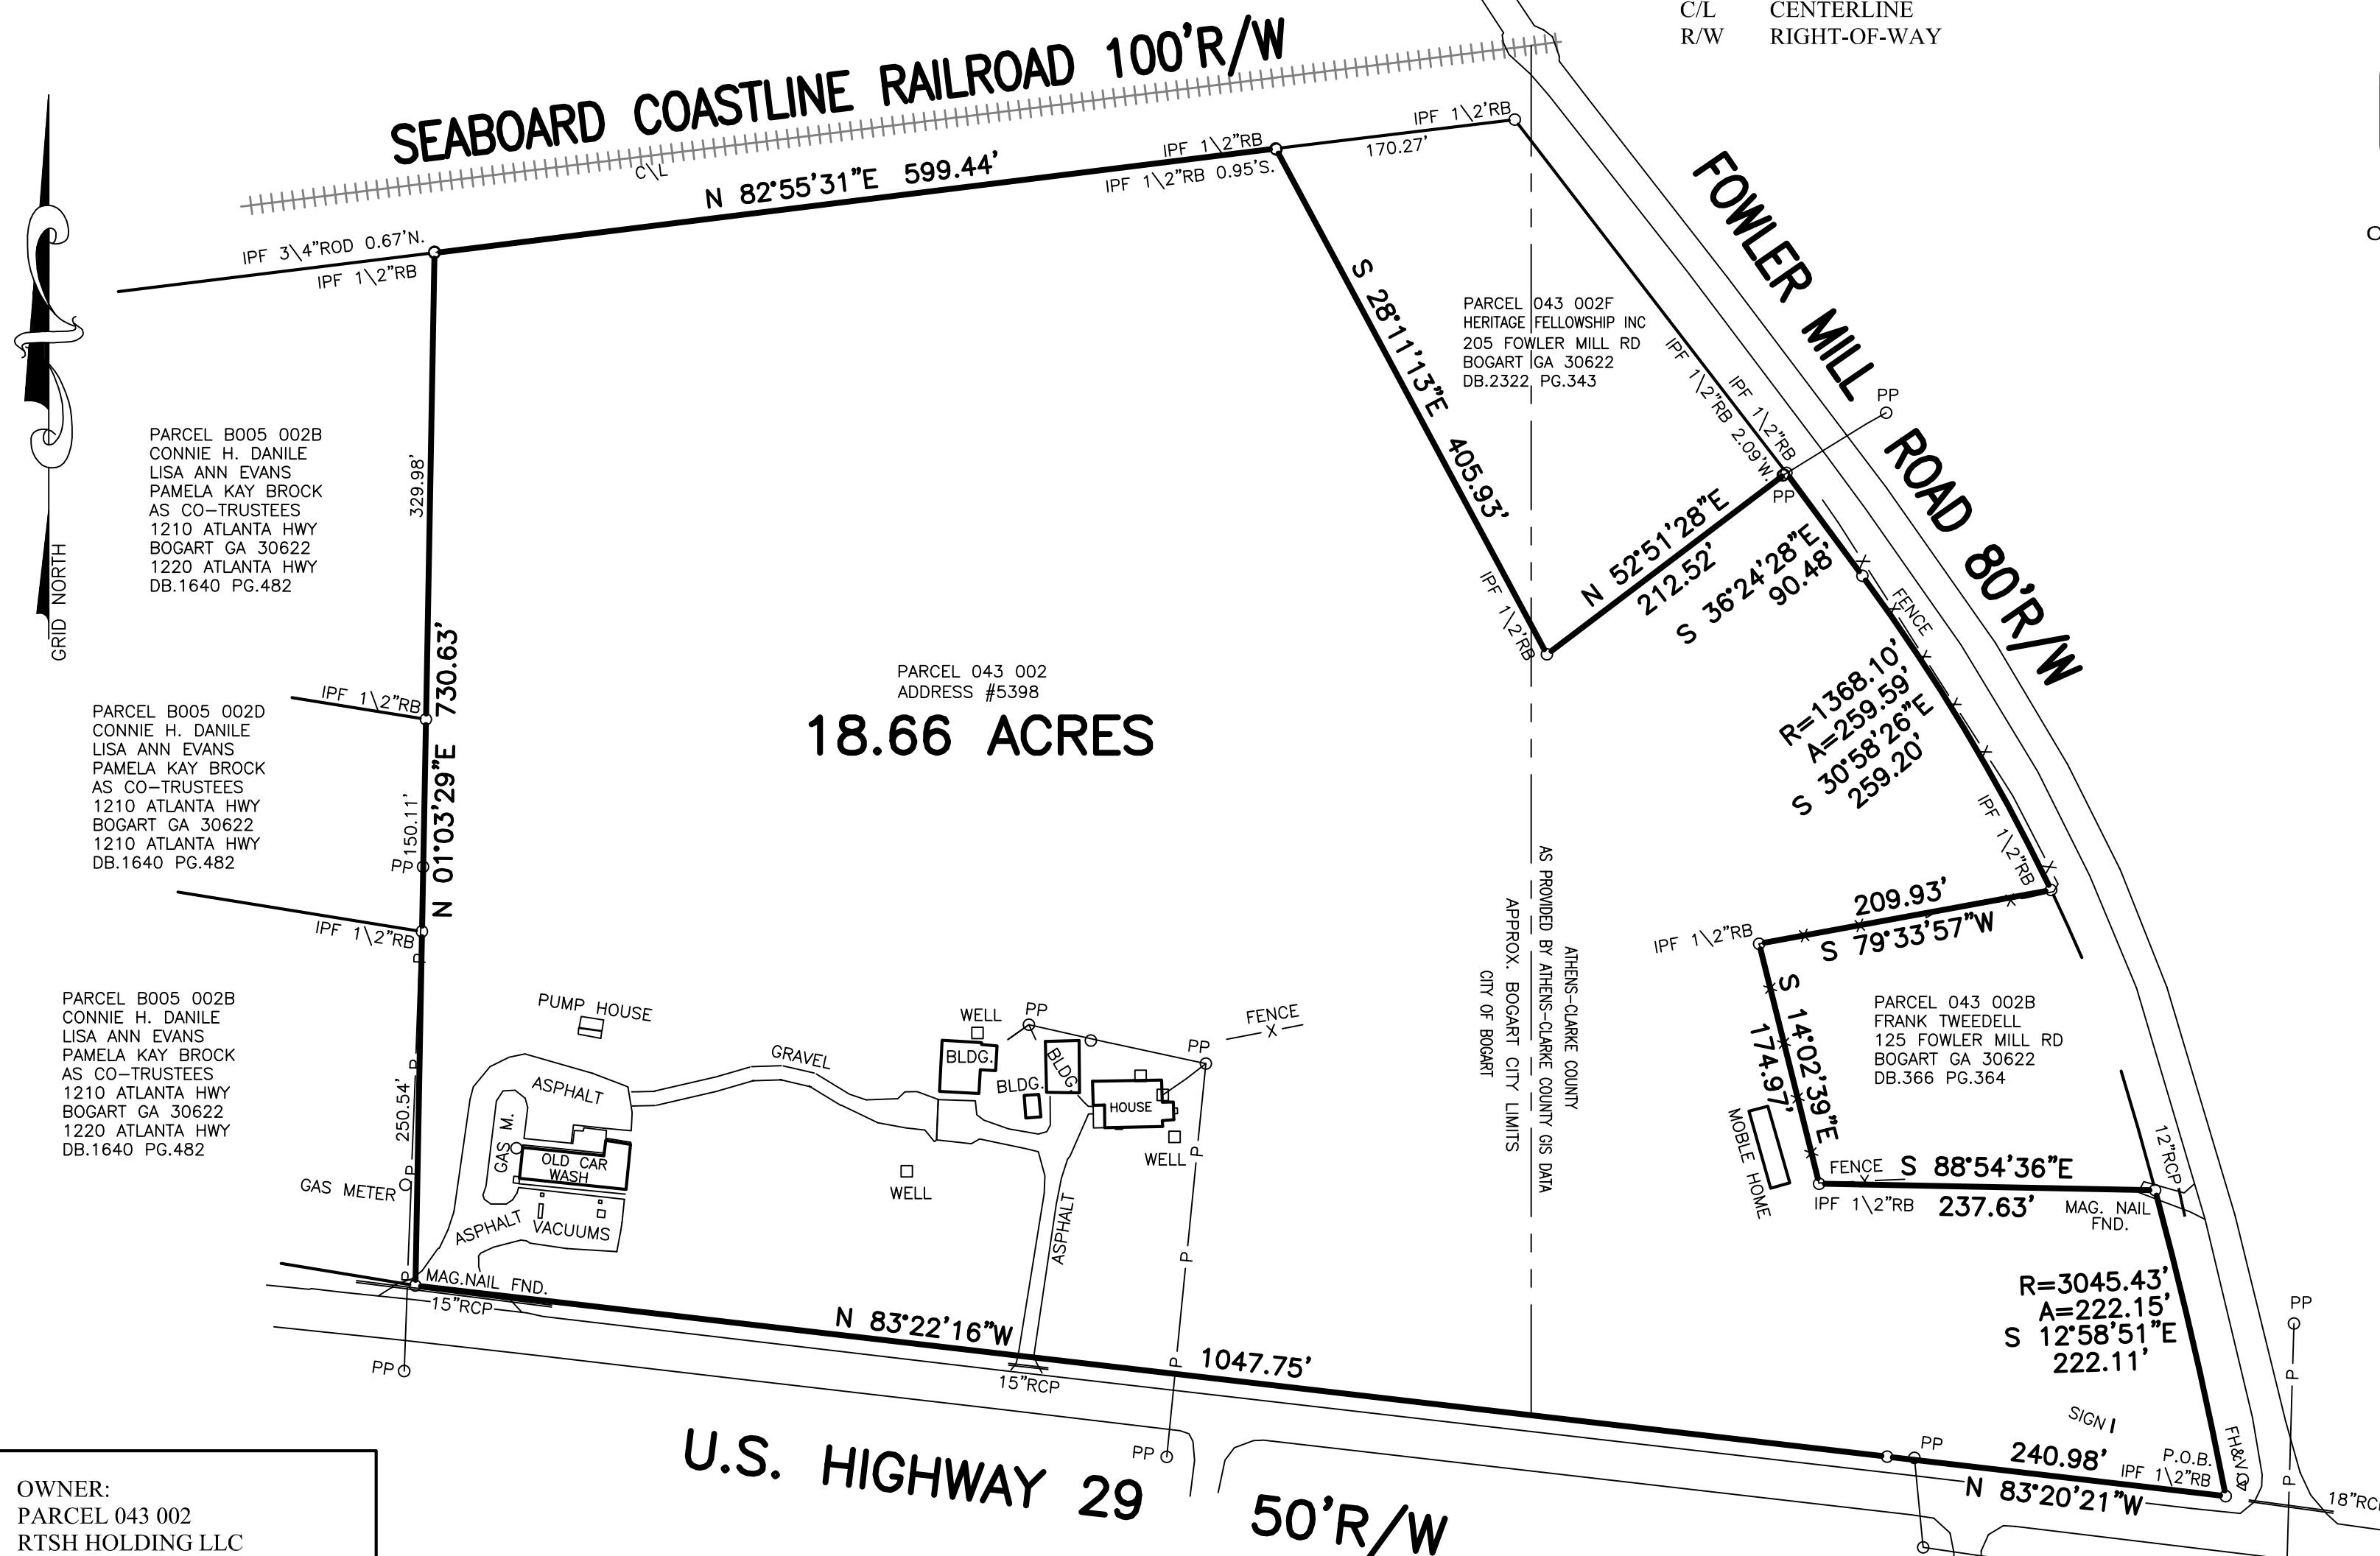 C/L CENTERLINE
R/W RIGHT-OF-WAY
SEABOARD COASTLINE RAILROAD 100'R/W
C\L
IPF 1\2'RB
170.27'
IPF 1\2"RB
IPF 1\2"RB 0.95'S.
N 82°55'31"E 599.44'
IPF 3\4"ROD 0.67'N.
IPF 1\2"RB
GRID NORTH
FOWLER MILL ROAD 80'R/W
S 28°11'13"E 405.93'
PARCEL 043 002F
HERITAGE FELLOWSHIP INC
205 FOWLER MILL RD
BOGART GA 30622
DB.2322 PG.343
IPF 1\2"RB 2.09'W.
IPF 1\2"RB
PP
PP
PARCEL B005 002B
CONNIE H. DANILE
LISA ANN EVANS
PAMELA KAY BROCK
AS CO-TRUSTEES
1210 ATLANTA HWY
BOGART GA 30622
1220 ATLANTA HWY
DB.1640 PG.482
329.98'
N 01°03'29"E 730.63'
N 52°51'28"E
212.52'
IPF 1\2'RB
S 36°24'28"E
90.48'
X
FENCE
X
X
X
X
X
R=1368.10'
A=259.59'
S 30°58'26"E
259.20'
IPF 1\2"RB
PARCEL 043 002
ADDRESS #5398
18.66 ACRES
IPF 1\2"RB
PARCEL B005 002D
CONNIE H. DANILE
LISA ANN EVANS
PAMELA KAY BROCK
AS CO-TRUSTEES
1210 ATLANTA HWY
BOGART GA 30622
1210 ATLANTA HWY
DB.1640 PG.482
150.11'
PP
IPF 1\2"RB
P
ATHENS-CLARKE COUNTY
AS PROVIDED BY ATHENS-CLARKE COUNTY GIS DATA
APPROX. BOGART CITY LIMITS
CITY OF BOGART
209.93'
S 79°33'57"W
X
X
X
IPF 1\2"RB
S 14°02'39"E
174.97'
X
X
X
X
MOBLE HOME
PARCEL 043 002B
FRANK TWEEDELL
125 FOWLER MILL RD
BOGART GA 30622
DB.366 PG.364
FENCE
X
S 88°54'36"E
IPF 1\2"RB
237.63'
MAG. NAIL
FND.
12"RCP
PARCEL B005 002B
CONNIE H. DANILE
LISA ANN EVANS
PAMELA KAY BROCK
AS CO-TRUSTEES
1210 ATLANTA HWY
BOGART GA 30622
1220 ATLANTA HWY
DB.1640 PG.482
250.54'
P
P
P
GAS METER
PUMP HOUSE
ASPHALT
GAS M.
OLD CAR
WASH
VACUUMS
ASPHALT
GRAVEL
WELL
PP
BLDG.
BLDG.
BLDG.
HOUSE
PP
FENCE
X
WELL
WELL
ASPHALT
P
P
P
MAG.NAIL FND.
15"RCP
PP
N 83°22'16"W
1047.75'
15"RCP
PP
R=3045.43'
A=222.15'
S 12°58'51"E
222.11'
SIGN
PP
P
P
PP
240.98'
P.O.B.
IPF 1\2"RB
N 83°20'21"W
FH&V
18"RC
U.S. HIGHWAY 29 50'R/W
OWNER:
PARCEL 043 002
RTSH HOLDING LLC